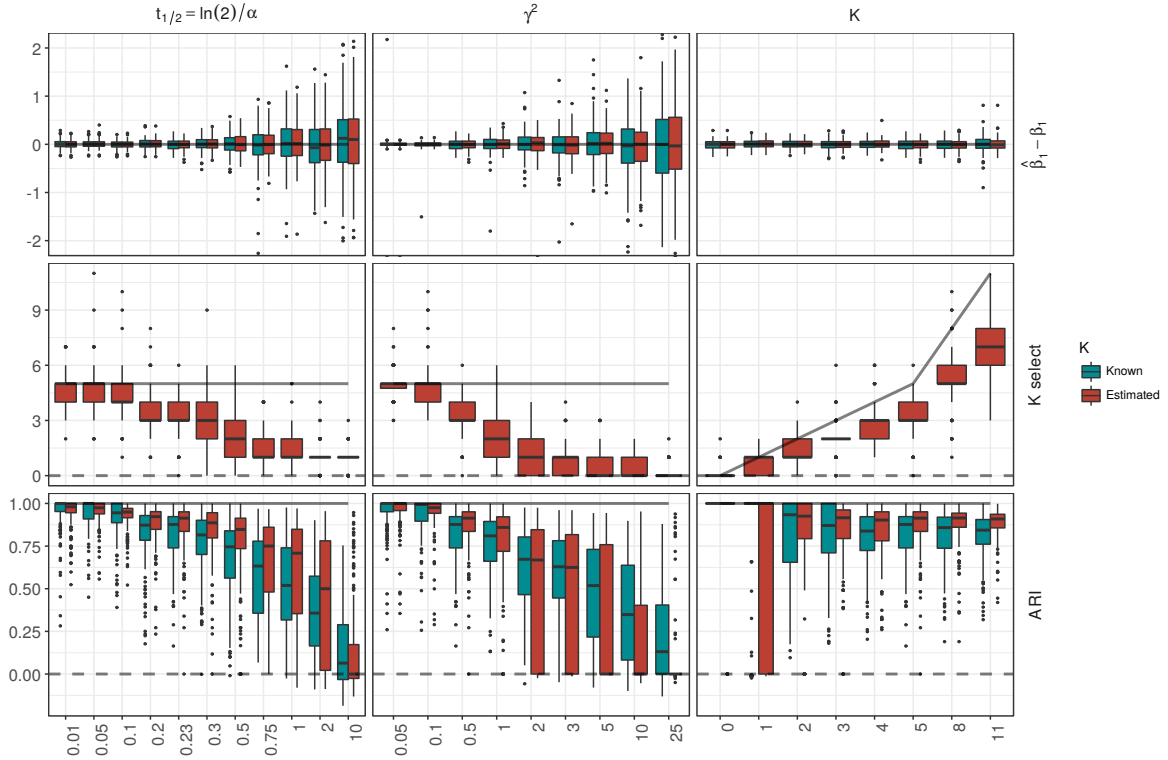 t1/2 = ln(2)/α
γ²
K
2
1
0
-1
-2
β̂1 − β1
9
6
3
0
K select
1.00
0.75
0.50
0.25
0.00
ARI
K
Known
Estimated
0.01 0.05 0.1 0.2 0.23 0.3 0.5 0.75 1 2 10
0.05 0.1 0.5 1 2 3 5 10 25
0 1 2 3 4 5 8 11